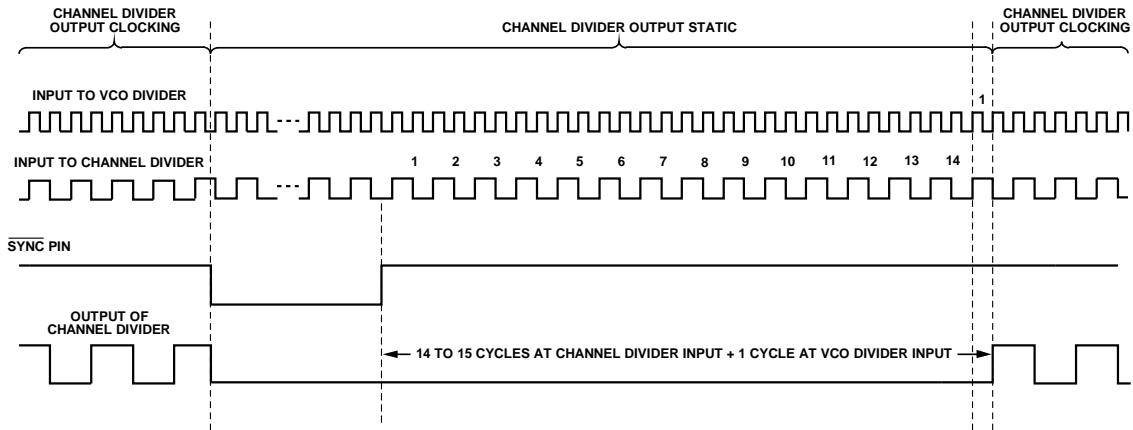 CHANNEL DIVIDER
OUTPUT CLOCKING
CHANNEL DIVIDER OUTPUT STATIC
CHANNEL DIVIDER
OUTPUT CLOCKING
INPUT TO VCO DIVIDER
1
INPUT TO CHANNEL DIVIDER
1 2 3 4 5 6 7 8 9 10 11 12 13 14
SYNC PIN
OUTPUT OF
CHANNEL DIVIDER
14 TO 15 CYCLES AT CHANNEL DIVIDER INPUT + 1 CYCLE AT VCO DIVIDER INPUT